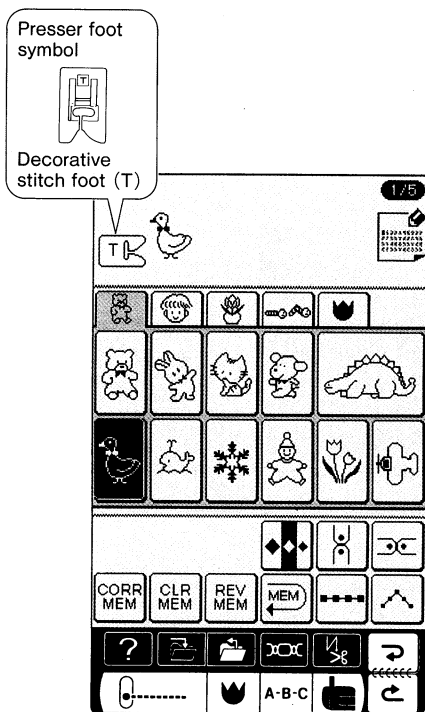 Presser foot
symbol
T
Decorative
stitch foot (T)
1/5
T
CORR
MEM
CLR
MEM
REV
MEM
MEM
?
A-B-C